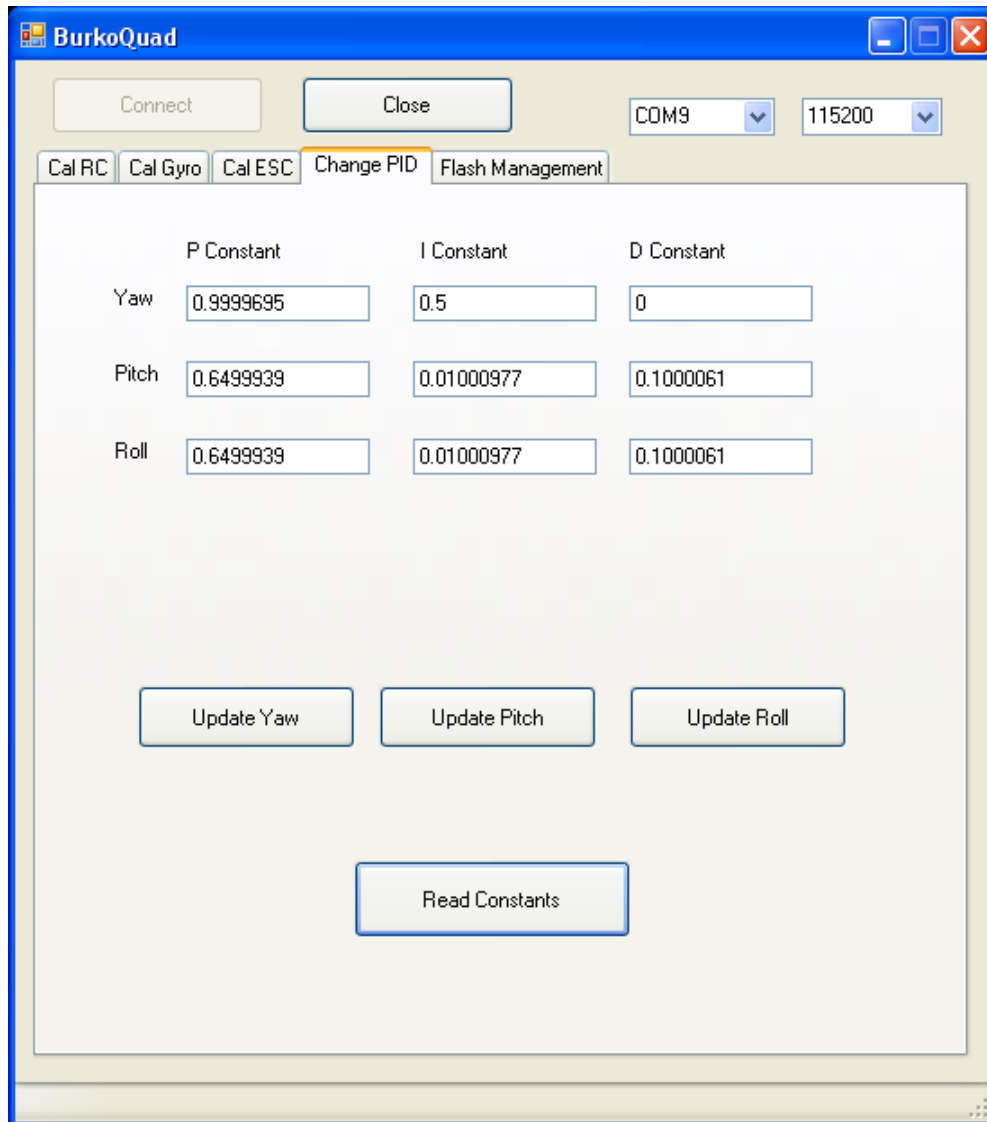 BurkoQuad
Connect Close COM9 115200
Cal RC Cal Gyro Cal ESC Change PID Flash Management
P Constant I Constant D Constant
Yaw 0.9999695 0.5 0
Pitch 0.6499939 0.01000977 0.1000061
Roll 0.6499939 0.01000977 0.1000061
Update Yaw Update Pitch Update Roll
Read Constants